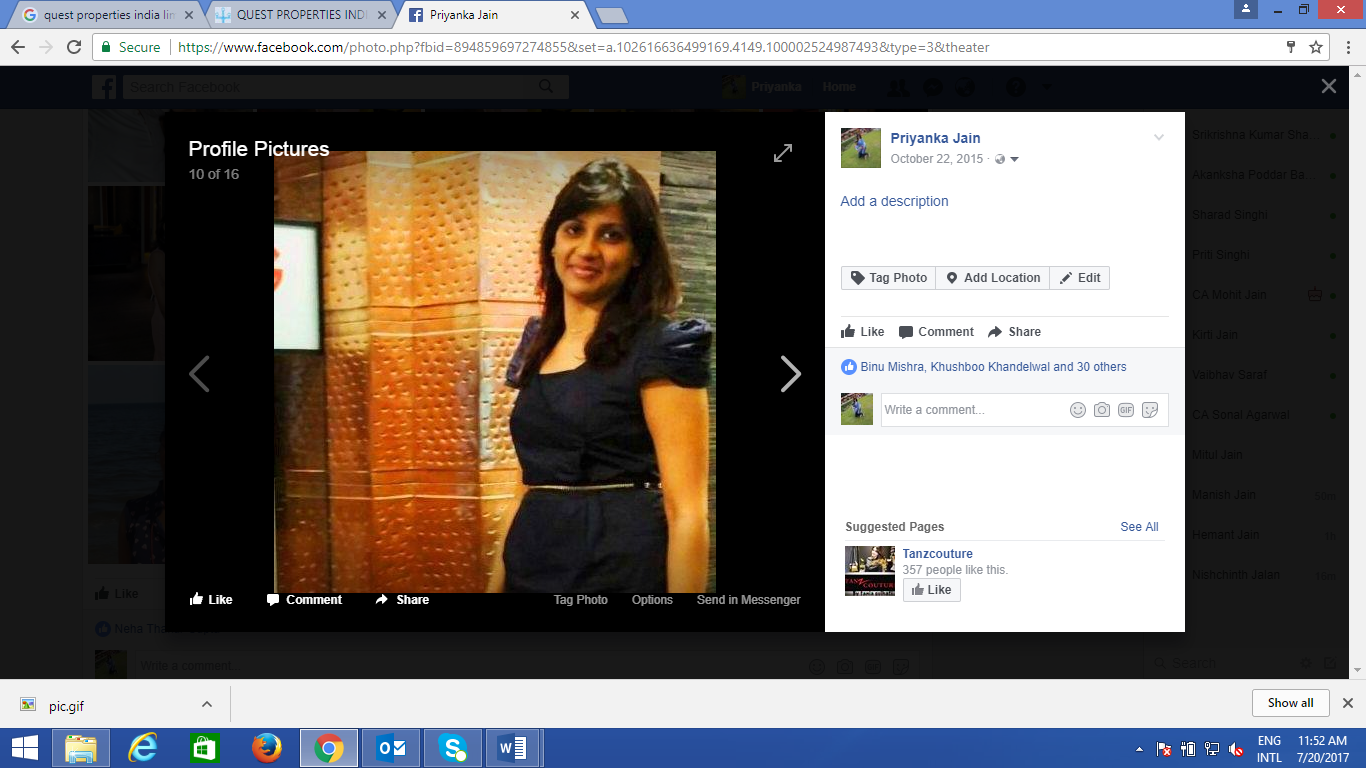 quest properties india lin
QUEST PROPERTIES INDI
Priyanka Jain
Secure
https://www.facebook.com/photo.php?fbid=894859697274855&set=a.102616636499169.4149.100002524987493&type=3&theater
Search Facebook
Priyanka Home
Profile Pictures
10 of 16
Priyanka Jain
October 22, 2015
Add a description
Tag Photo Add Location Edit
Like Comment Share
Binu Mishra, Khushboo Khandelwal and 30 others
Write a comment...
GIF
Suggested Pages See All
Tanzcouture
357 people like this.
Like
Like Comment Share Tag Photo Options Send in Messenger
Srikrishna Kumar Sha...
Akanksha Poddar Ba...
Sharad Singhi
Priti Singhi
CA Mohit Jain
Kirti Jain
Vaibhav Saraf
CA Sonal Agarwal
Mitul Jain
Manish Jain
Hemant Jain
Nishchinth Jalan
Search
Like
Write a comment...
pic.gif
Show all
ENG 11:52 AM
INTL 7/20/2017